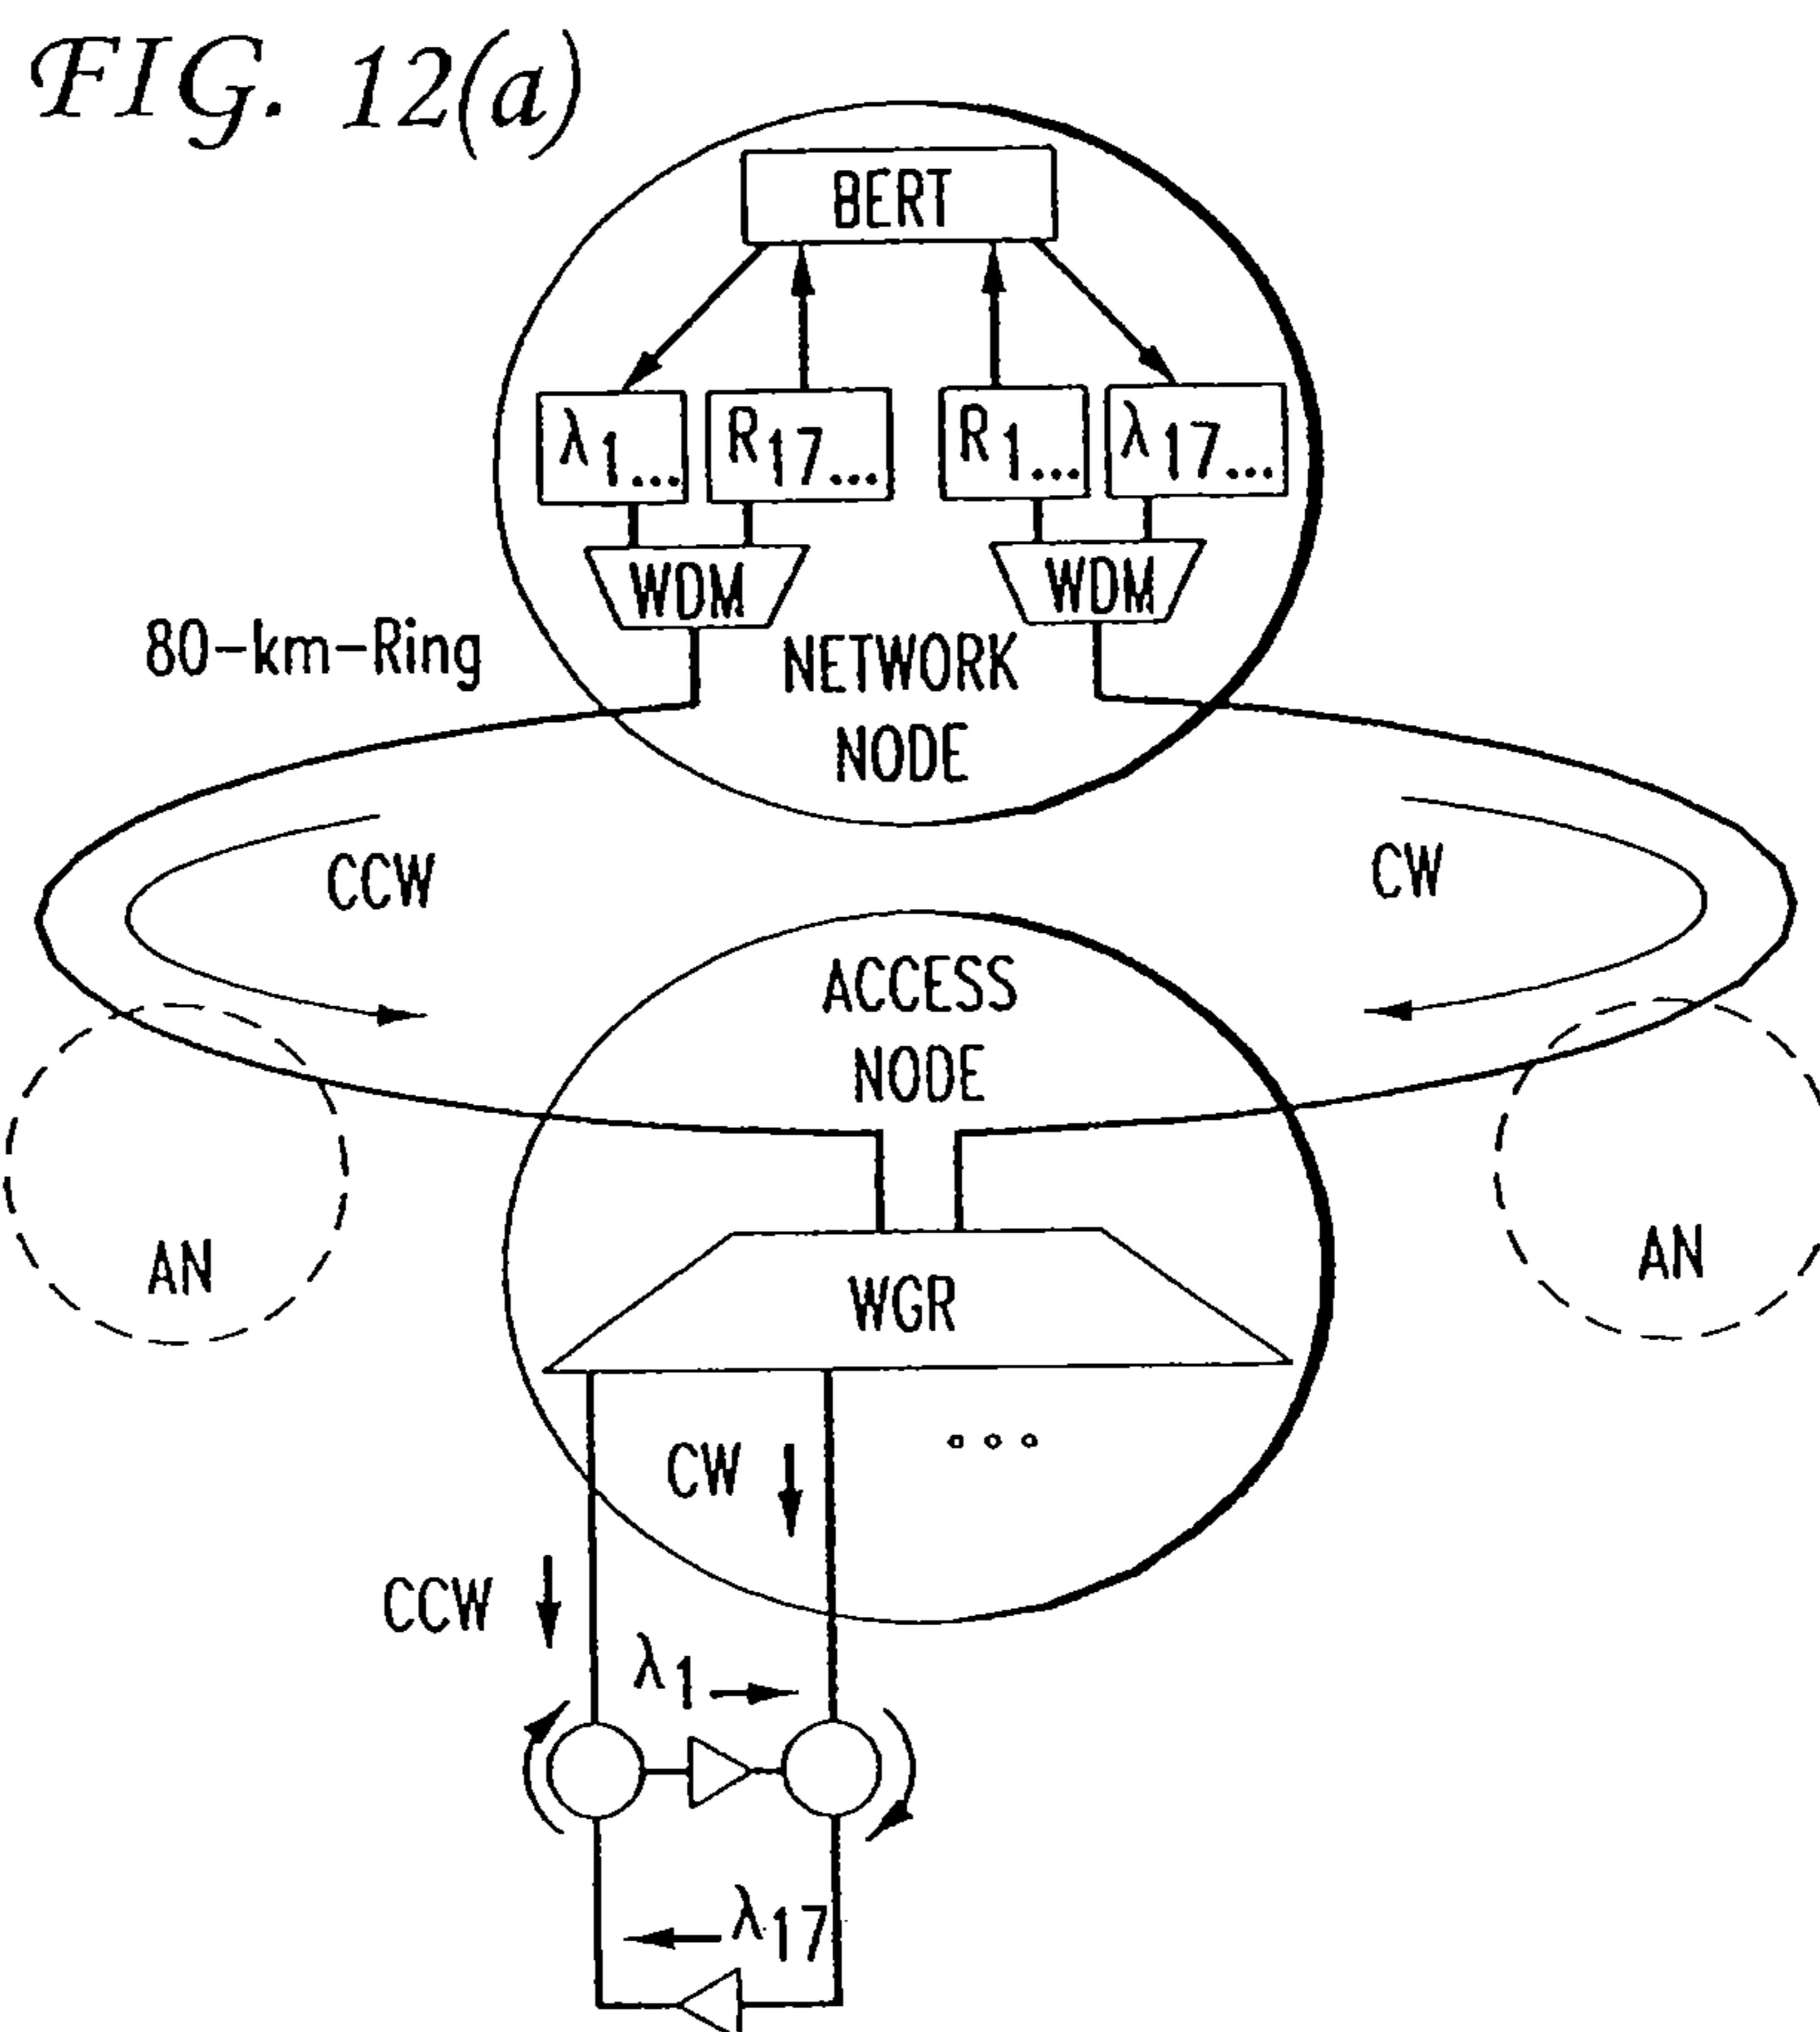 FIG. 12(a)
BERT
λ1... R17... R1... λ17...
WDM WDM
80-km-Ring
NETWORK
NODE
CCW CW
ACCESS
NODE
AN AN
WGR
CW
CCW
λ1
λ17